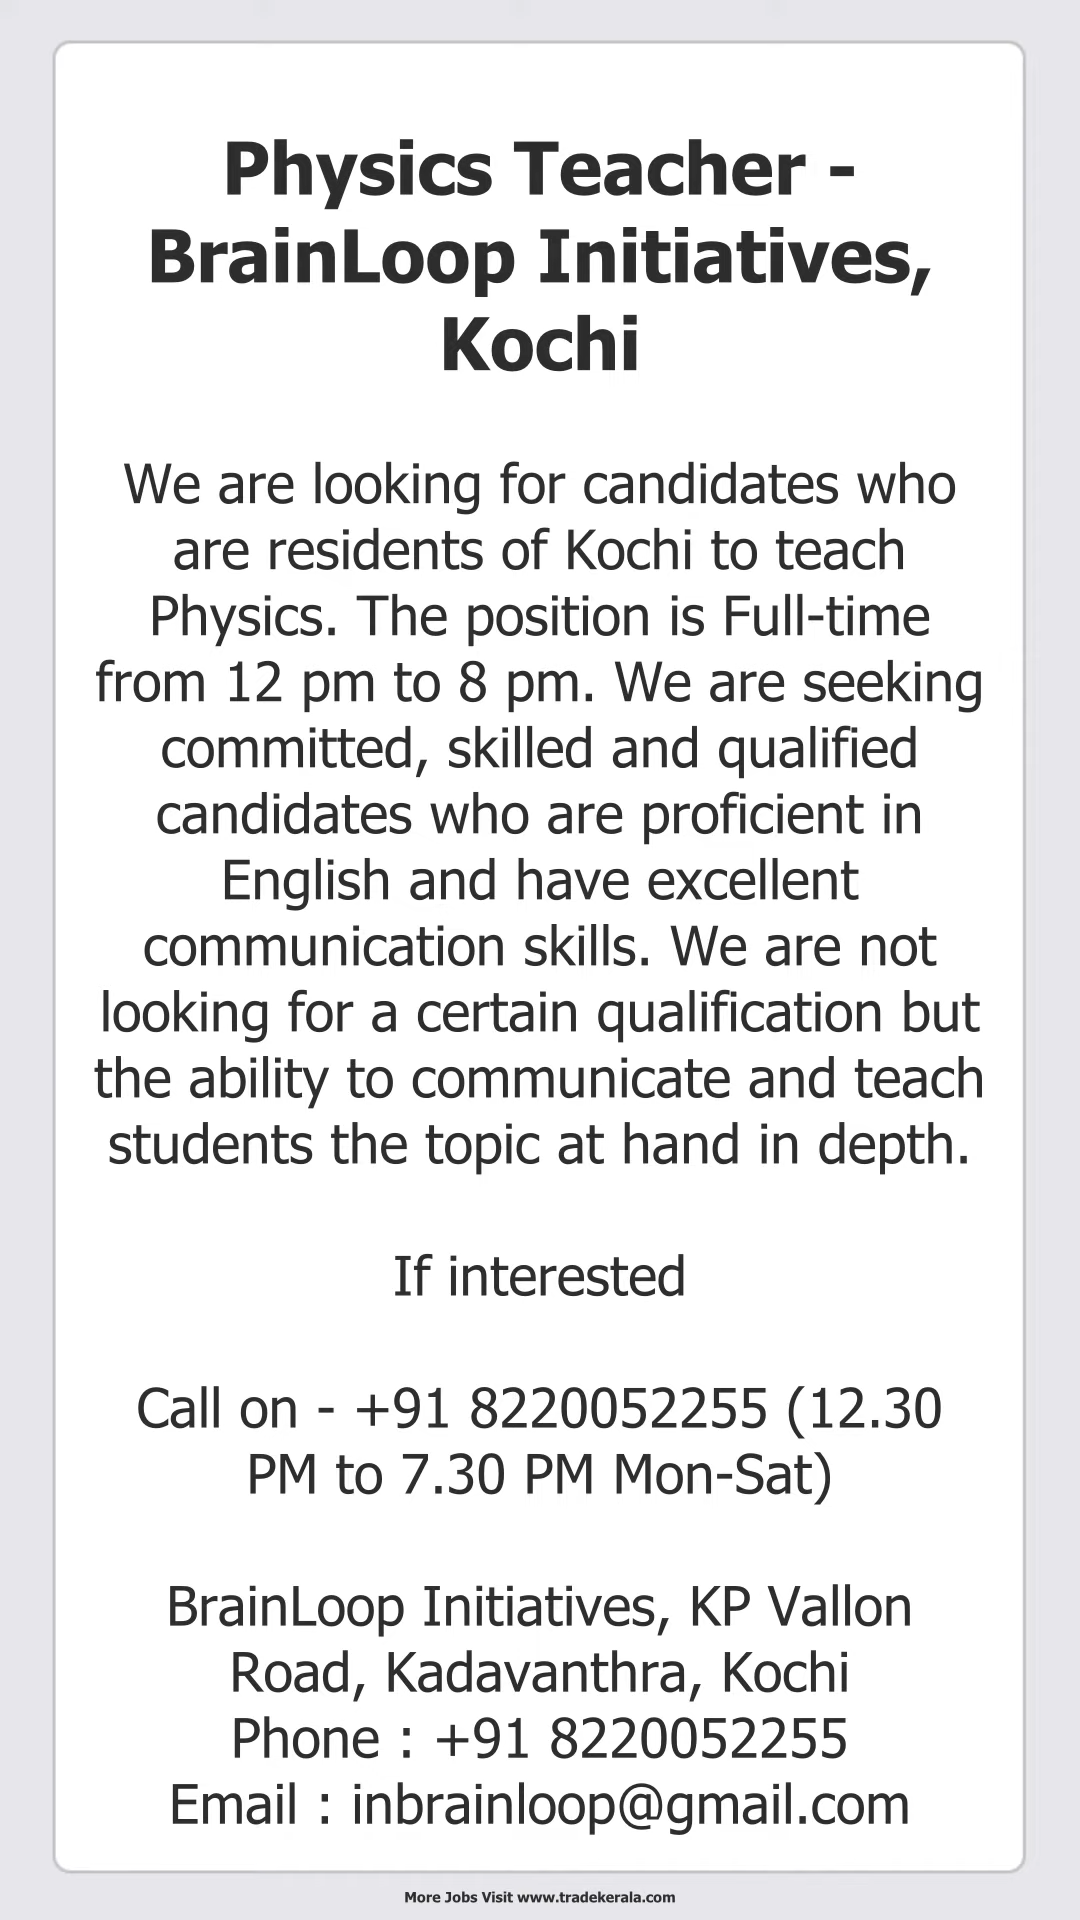 Physics Teacher -
BrainLoop Initiatives,
Kochi
We are looking for candidates who
are residents of Kochi to teach
Physics. The position is Full-time
from 12 pm to 8 pm. We are seeking
committed, skilled and qualified
candidates who are proficient in
English and have excellent
communication skills. We are not
looking for a certain qualification but
the ability to communicate and teach
students the topic at hand in depth.
If interested
Call on - +91 8220052255 (12.30
PM to 7.30 PM Mon-Sat)
BrainLoop Initiatives, KP Vallon
Road, Kadavanthra, Kochi
Phone : +91 8220052255
Email : inbrainloop@gmail.com
More Jobs Visit www.tradekerala.com